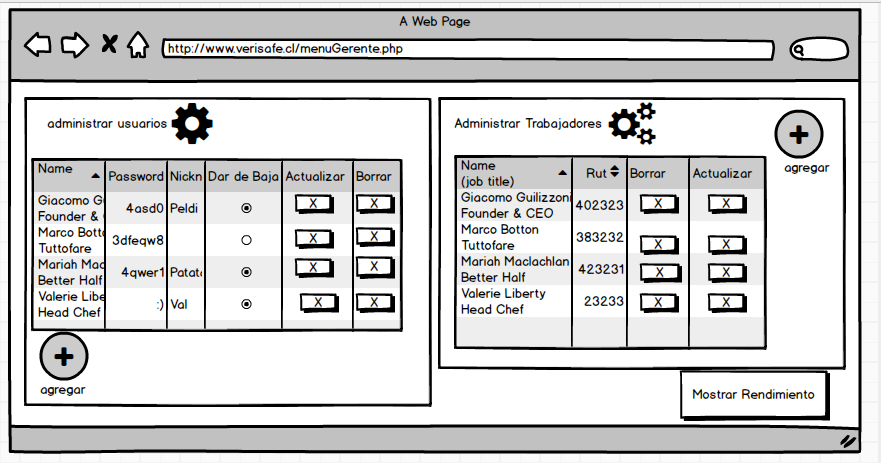 A Web Page
http://www.verisafe.cl/menuGerente.php
administrar usuarios
Name Password Nickn Dar de Baja Actualizar Borrar
Giacomo Gu
Founder & 4asd0 Peldi X X
Marco Botto
Tuttofare 3dfeqw8 X X
Mariah Mac
Better Half 4qwer1 Patata X X
Valerie Libe
Head Chef :) Val X X
agregar
Administrar Trabajadores
agregar
Name
(job title) Rut Borrar Actualizar
Giacomo Guilizzoni
Founder & CEO 402323 X X
Marco Botton
Tuttofare 383232 X X
Mariah Maclachlan
Better Half 423231 X X
Valerie Liberty
Head Chef 23233 X X
Mostrar Rendimiento